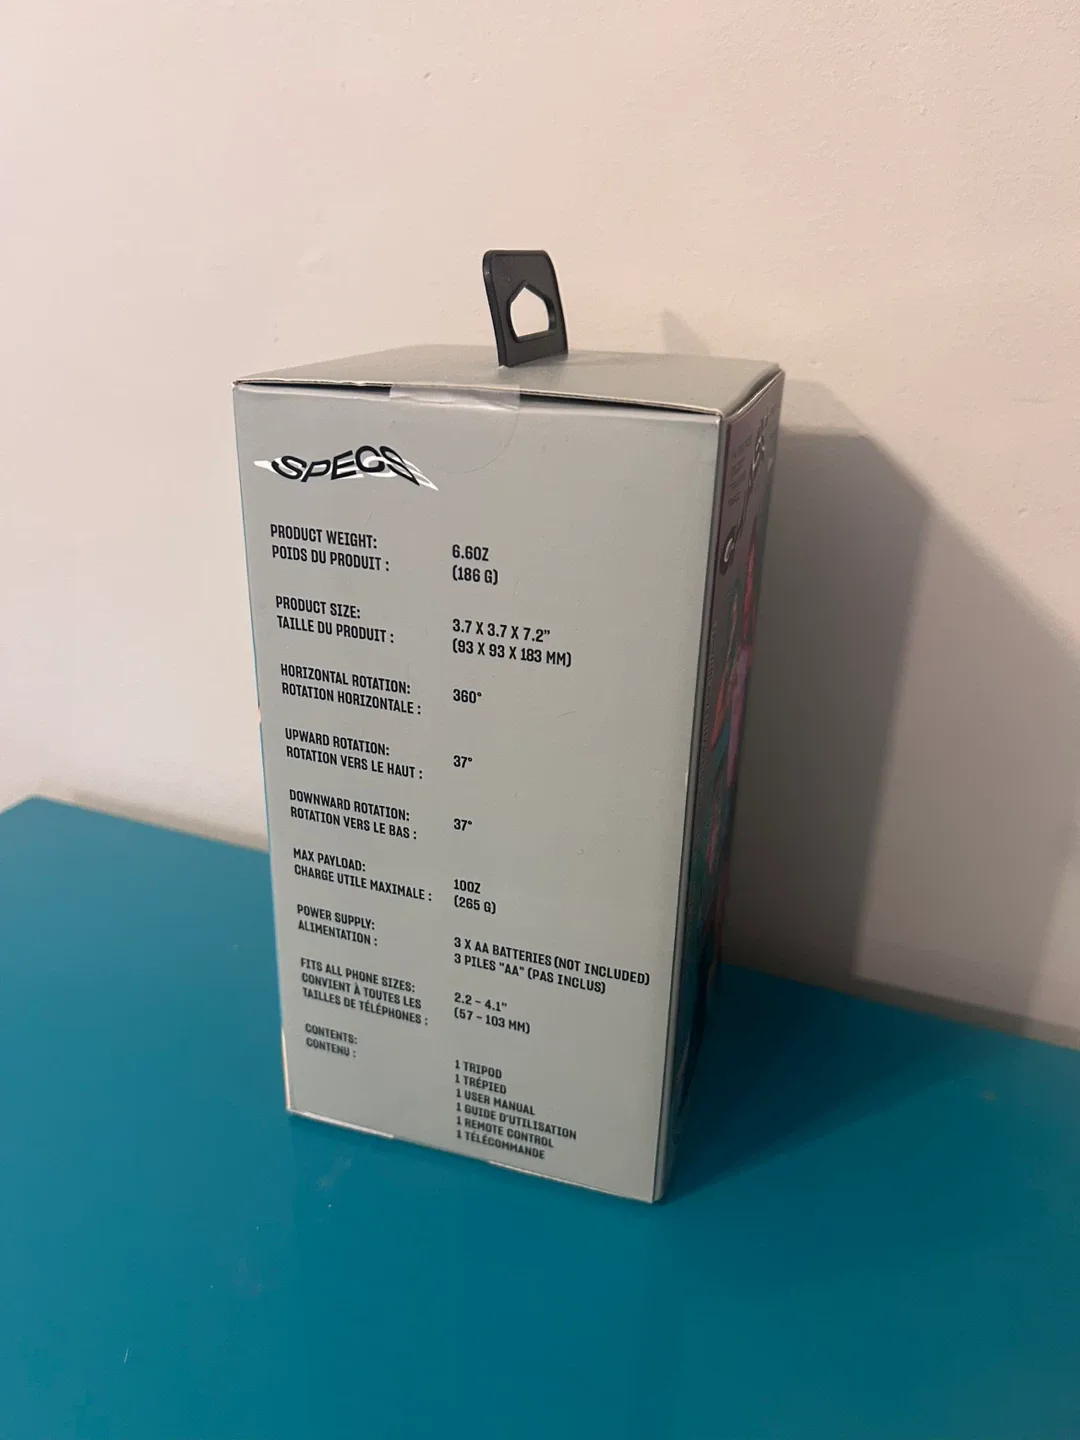 SPECS
PRODUCT WEIGHT:
POIDS DU PRODUIT :
6.6OZ
(186 G)
PRODUCT SIZE:
TAILLE DU PRODUIT :
3.7 X 3.7 X 7.2”
(93 X 93 X 183 MM)
HORIZONTAL ROTATION:
ROTATION HORIZONTALE :
360°
UPWARD ROTATION:
ROTATION VERS LE HAUT :
37°
DOWNWARD ROTATION:
ROTATION VERS LE BAS :
37°
MAX PAYLOAD:
CHARGE UTILE MAXIMALE :
10OZ
(265 G)
POWER SUPPLY:
ALIMENTATION :
3 X AA BATTERIES (NOT INCLUDED)
3 PILES “AA” (PAS INCLUS)
FITS ALL PHONE SIZES:
CONVIENT À TOUTES LES
TAILLES DE TÉLÉPHONES :
2.2 – 4.1”
(57 – 103 MM)
CONTENTS:
CONTENU :
1 TRIPOD
1 TRÉPIED
1 USER MANUAL
1 GUIDE D'UTILISATION
1 REMOTE CONTROL
1 TÉLÉCOMMANDE